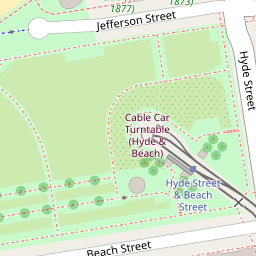 1877)
1873)
Jefferson Street
Hyde Street
Cable Car
Turntable
(Hyde &
Beach)
Hyde Street
& Beach
Street
Beach Street